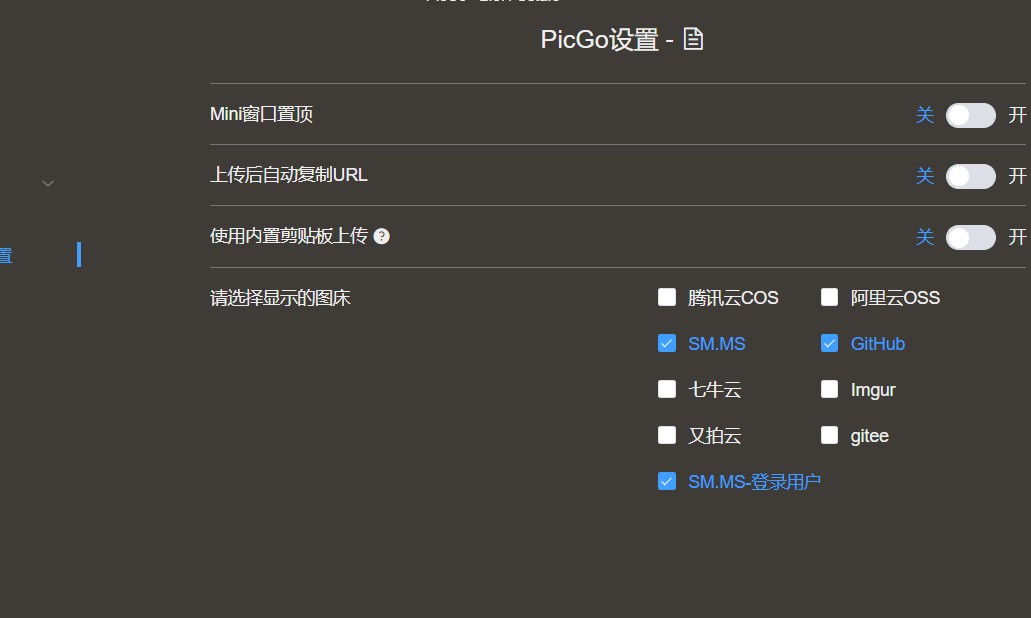 PicGo设置 -
Mini窗口置顶 关 开
上传后自动复制URL 关 开
置
使用内置剪贴板上传 ? 关 开
请选择显示的图床 腾讯云COS 阿里云OSS
SM.MS GitHub
七牛云 Imgur
又拍云 gitee
SM.MS-登录用户